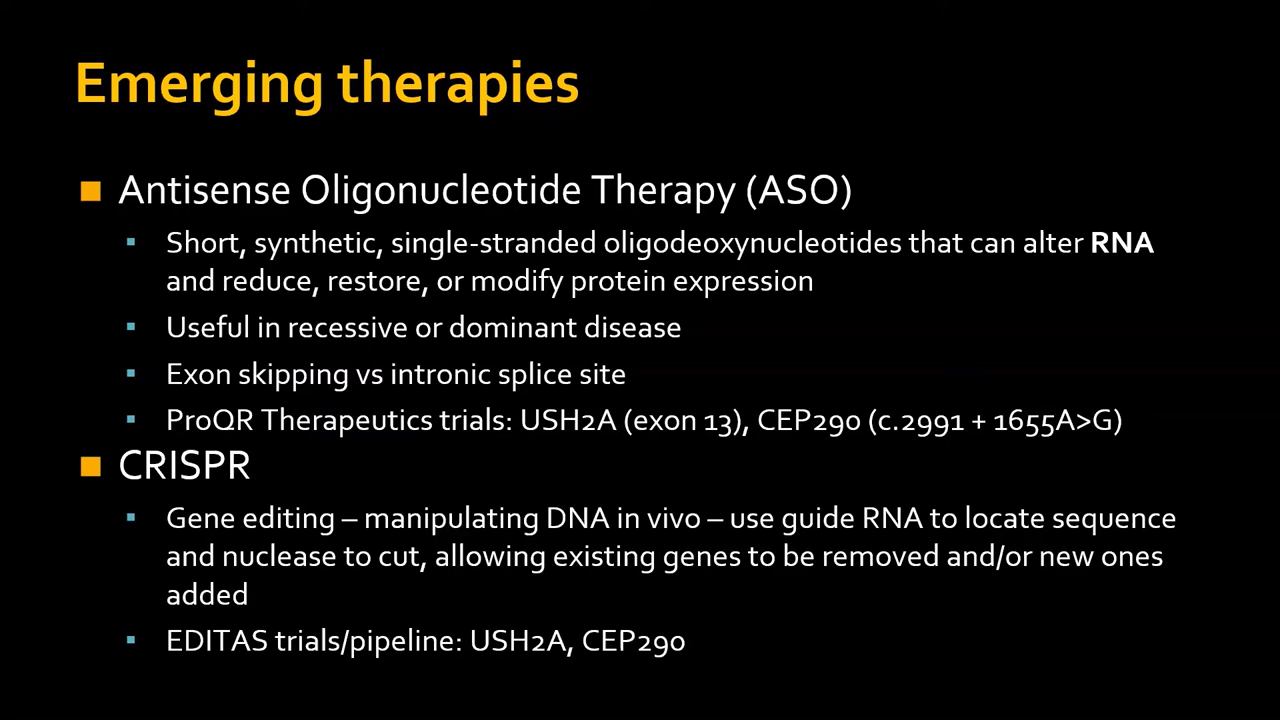 Emerging therapies
Antisense Oligonucleotide Therapy (ASO)
Short, synthetic, single-stranded oligodeoxynucleotides that can alter RNA
and reduce, restore, or modify protein expression
Useful in recessive or dominant disease
Exon skipping vs intronic splice site
ProQR Therapeutics trials: USH2A (exon 13), CEP290 (c.2991 + 1655A>G)
CRISPR
Gene editing – manipulating DNA in vivo – use guide RNA to locate sequence
and nuclease to cut, allowing existing genes to be removed and/or new ones
added
EDITAS trials/pipeline: USH2A, CEP290